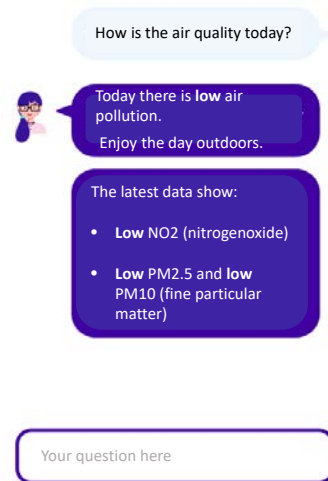 How is the air quality today?
Today there is low air
pollution.
Enjoy the day outdoors.
The latest data show:
• Low NO2 (nitrogenoxide)
• Low PM2.5 and low
PM10 (fine particular
matter)
Your question here